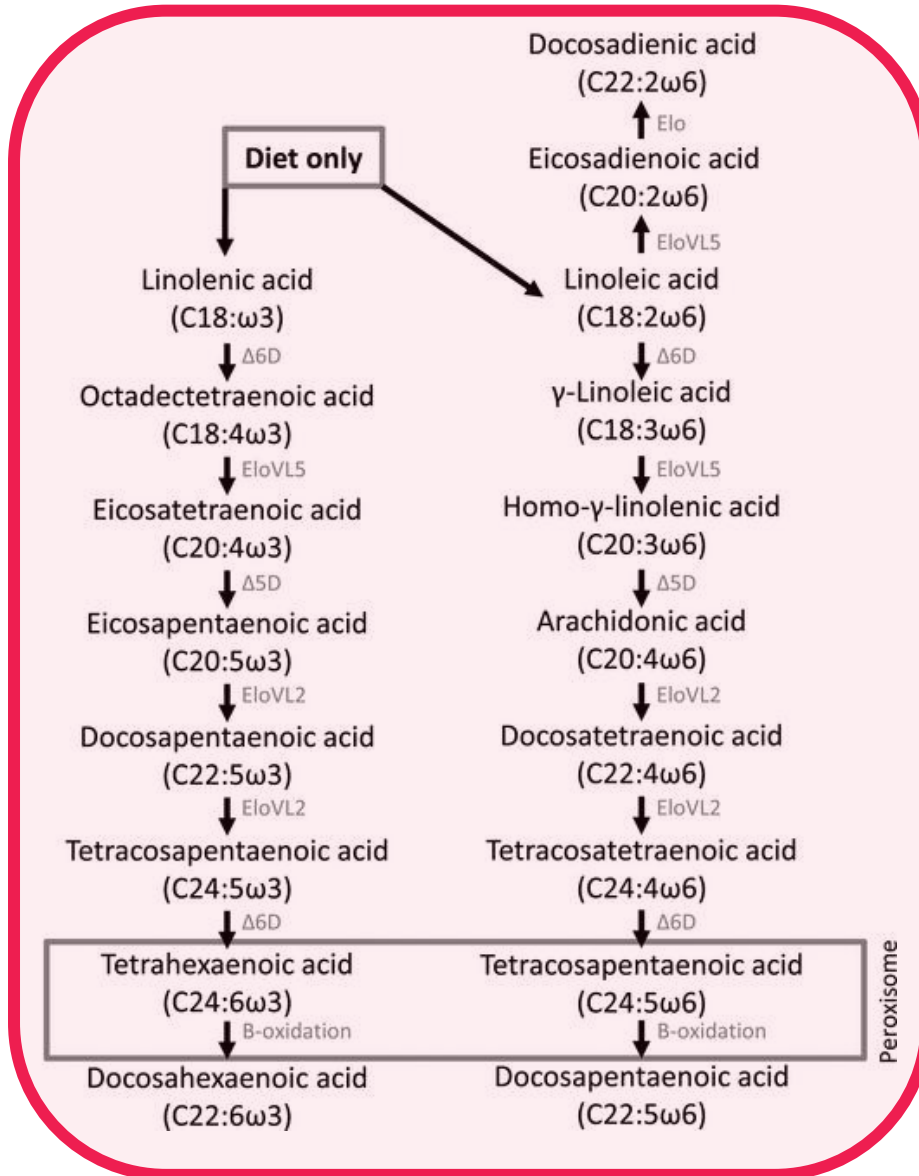 Docosadienic acid
(C22:2ω6)
Elo
Eicosadienoic acid
(C20:2ω6)
EloVL5
Diet only
Linolenic acid
(C18:ω3)
Δ6D
Octadectetraenoic acid
(C18:4ω3)
EloVL5
Eicosatetraenoic acid
(C20:4ω3)
Δ5D
Eicosapentaenoic acid
(C20:5ω3)
EloVL2
Docosapentaenoic acid
(C22:5ω3)
EloVL2
Tetracosapentaenoic acid
(C24:5ω3)
Δ6D
Tetrahexaenoic acid
(C24:6ω3)
B-oxidation
Docosahexaenoic acid
(C22:6ω3)
Linoleic acid
(C18:2ω6)
Δ6D
γ-Linoleic acid
(C18:3ω6)
EloVL5
Homo-γ-linolenic acid
(C20:3ω6)
Δ5D
Arachidonic acid
(C20:4ω6)
EloVL2
Docosatetraenoic acid
(C22:4ω6)
EloVL2
Tetracosatetraenoic acid
(C24:4ω6)
Δ6D
Tetracosapentaenoic acid
(C24:5ω6)
B-oxidation
Docosapentaenoic acid
(C22:5ω6)
Peroxisome